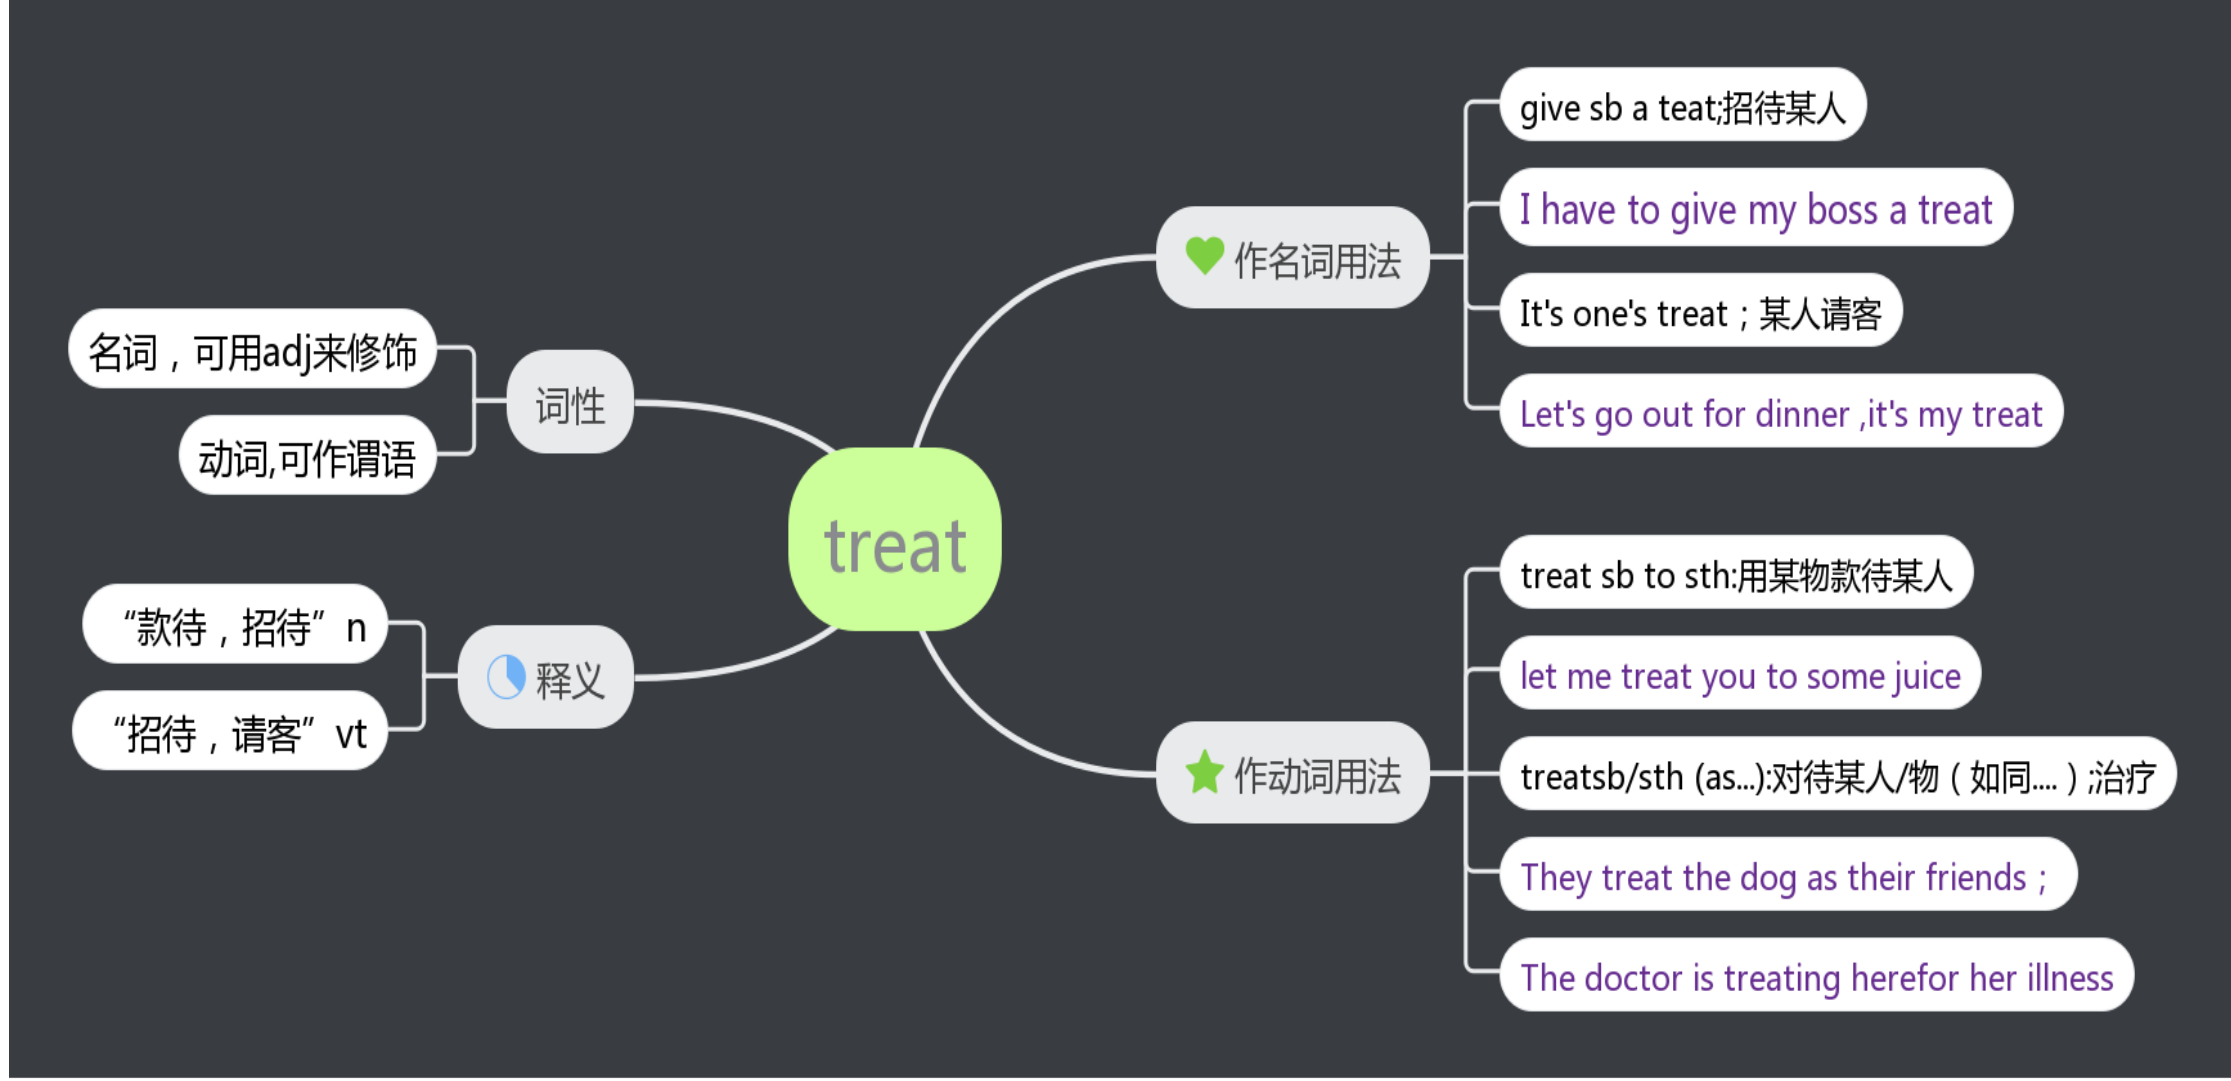 treat
词性
名词，可用adj来修饰
动词,可作谓语
释义
“款待，招待”n
“招待，请客”vt
作名词用法
give sb a teat;招待某人
I have to give my boss a treat
It's one's treat；某人请客
Let's go out for dinner ,it's my treat
作动词用法
treat sb to sth:用某物款待某人
let me treat you to some juice
treatsb/sth (as...):对待某人/物（如同....）;治疗
They treat the dog as their friends；
The doctor is treating herefor her illness